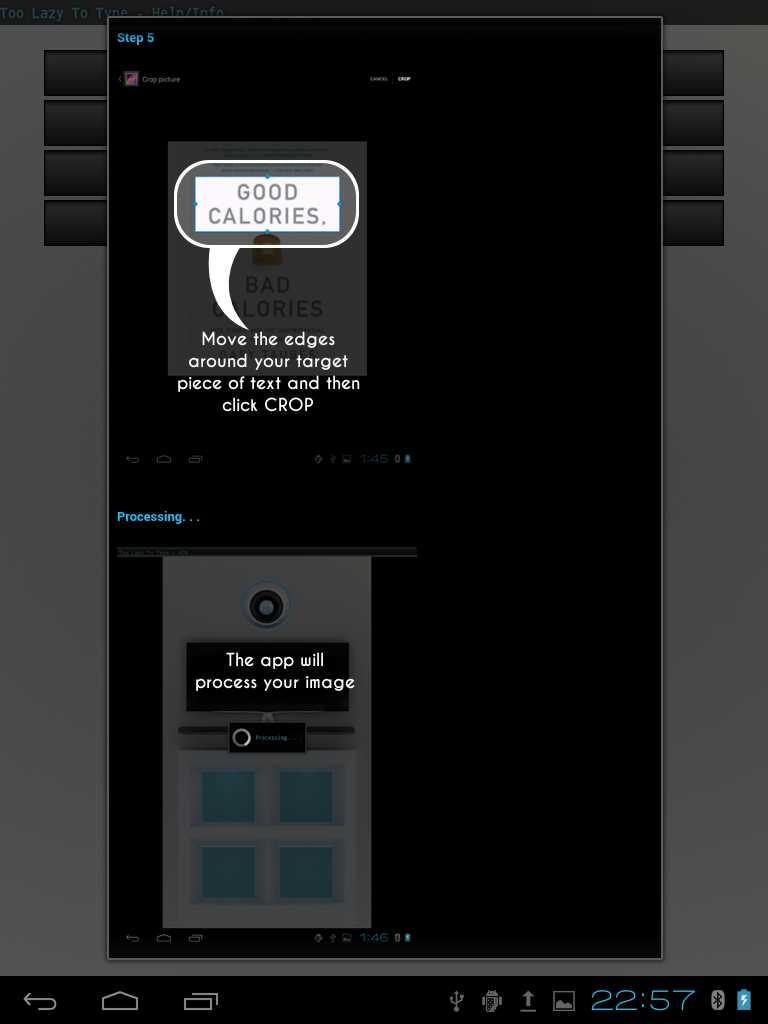 Too Lazy To Type - Help/Info
Step 5
Crop picture
CANCEL
CROP
GOOD
CALORIES,
BAD
CALORIES
Move the edges
around your target
piece of text and then
click CROP
1:45
Processing. . .
The app will
process your image
Processing. . .
1:46
22:57